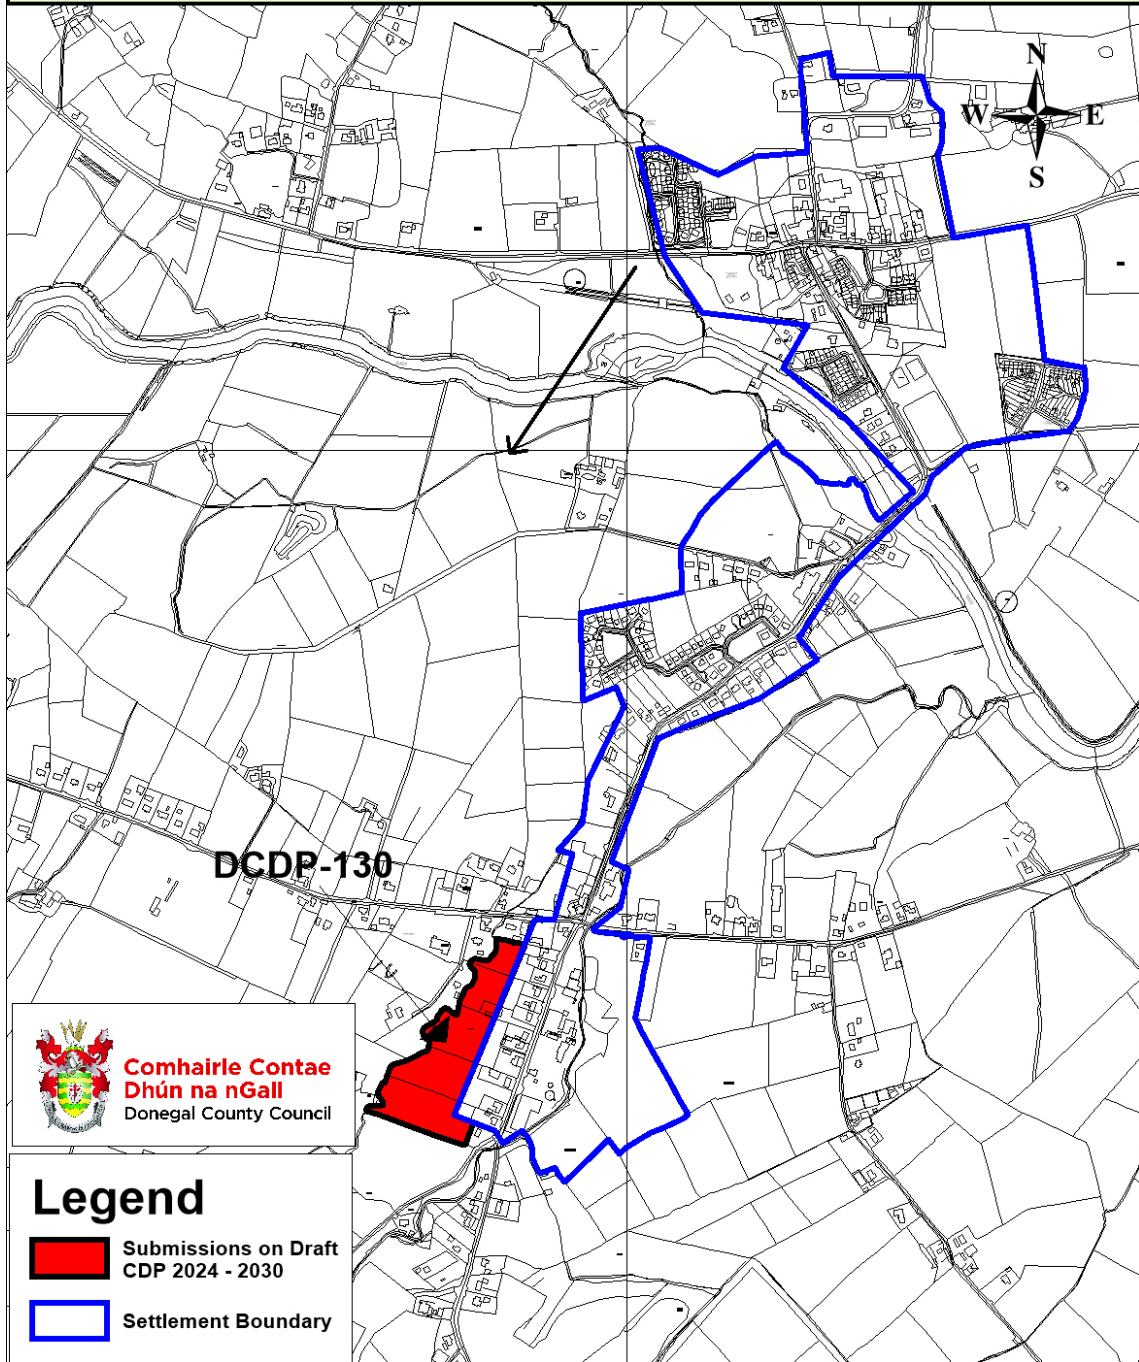 N
W E
S
DCDP-130
Comhairle Contae
Dhún na nGall
Donegal County Council
Legend
Submissions on Draft
CDP 2024 - 2030
Settlement Boundary